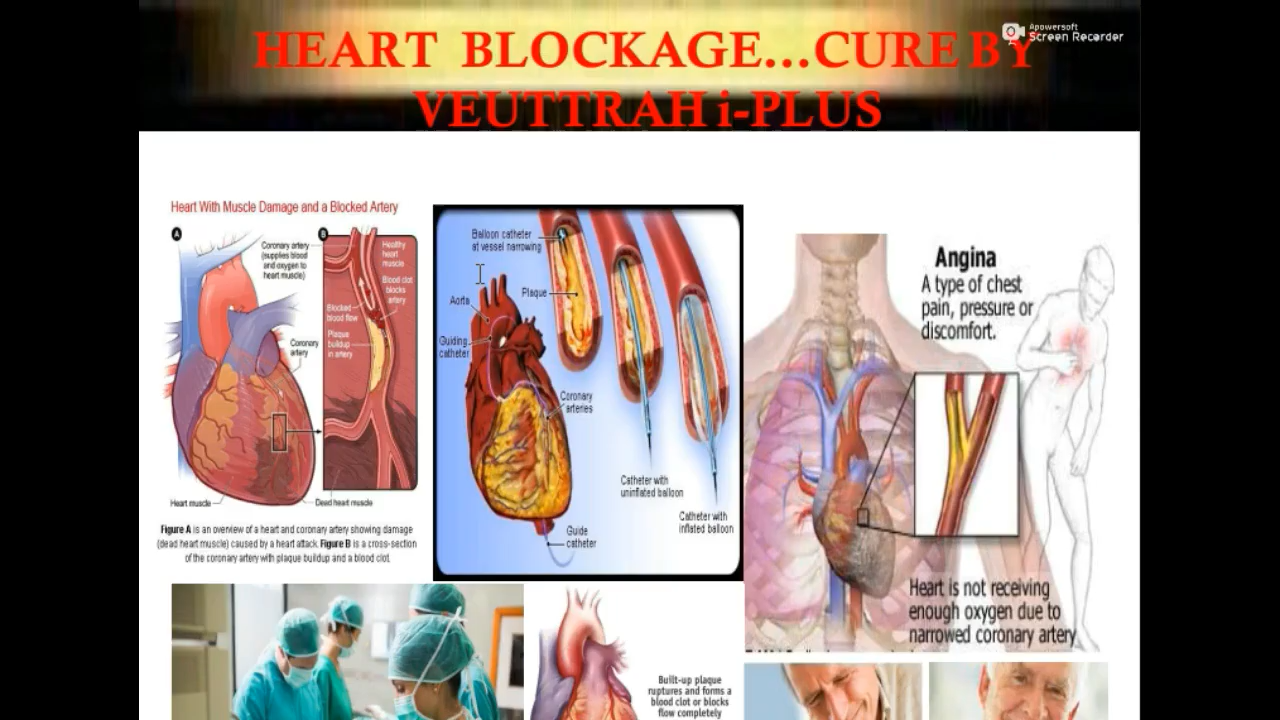 Apowersoft
Screen Recorder
HEART BLOCKAGE...CURE BY
VEUTTRAH i-PLUS
Heart With Muscle Damage and a Blocked Artery
A
B
Coronary artery
(supplies blood
and oxygen to
heart muscle)
Healthy
heart
muscle
Blood clot
blocks
artery
Blocked
blood flow
Plaque
buildup
in artery
Coronary
artery
Heart muscle
Dead heart muscle
Figure A is an overview of a heart and coronary artery showing damage
(dead heart muscle) caused by a heart attack. Figure B is a cross-section
of the coronary artery with plaque buildup and a blood clot.
Balloon catheter
at vessel narrowing
Plaque
Aorta
Guiding
catheter
Coronary
arteries
Catheter with
uninflated balloon
Catheter with
inflated balloon
Guide
catheter
Angina
A type of chest
pain, pressure or
discomfort.
Heart is not receiving
enough oxygen due to
narrowed coronary artery
Built-up plaque
ruptures and forms a
blood clot or blocks
flow completely